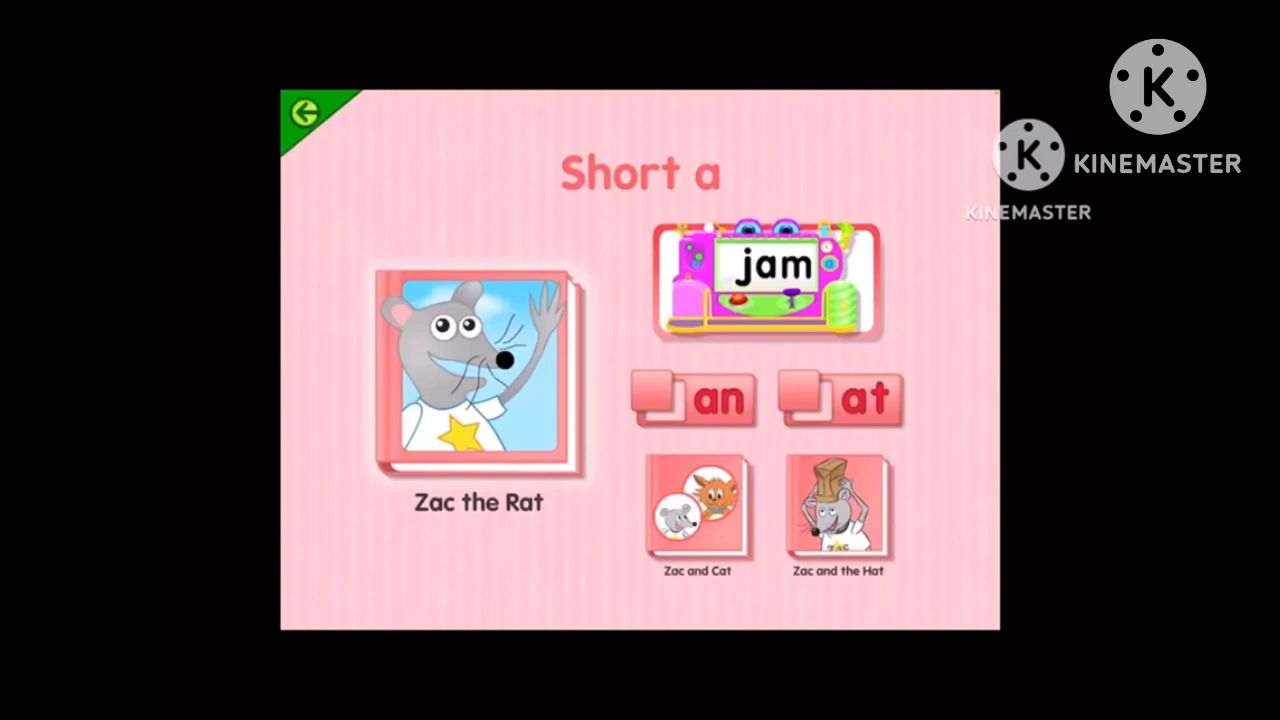 K
KINEMASTER
K
KINEMASTER
Short a
jam
an
at
Zac the Rat
Zac and Cat
Zac and the Hat